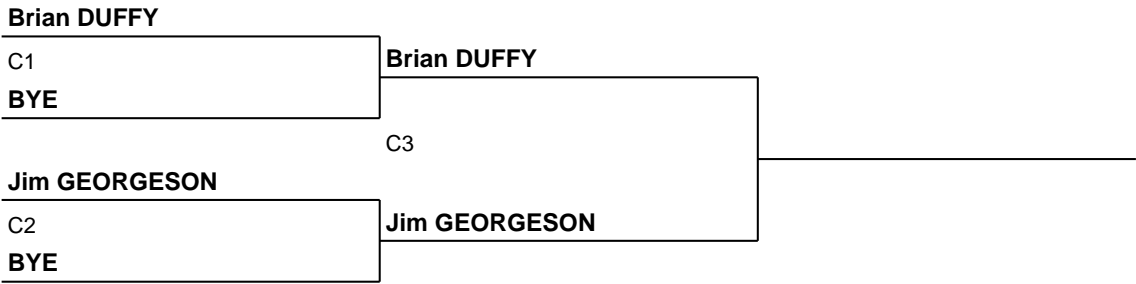 Brian DUFFY
C1
Brian DUFFY
BYE
C3
Jim GEORGESON
C2
Jim GEORGESON
BYE